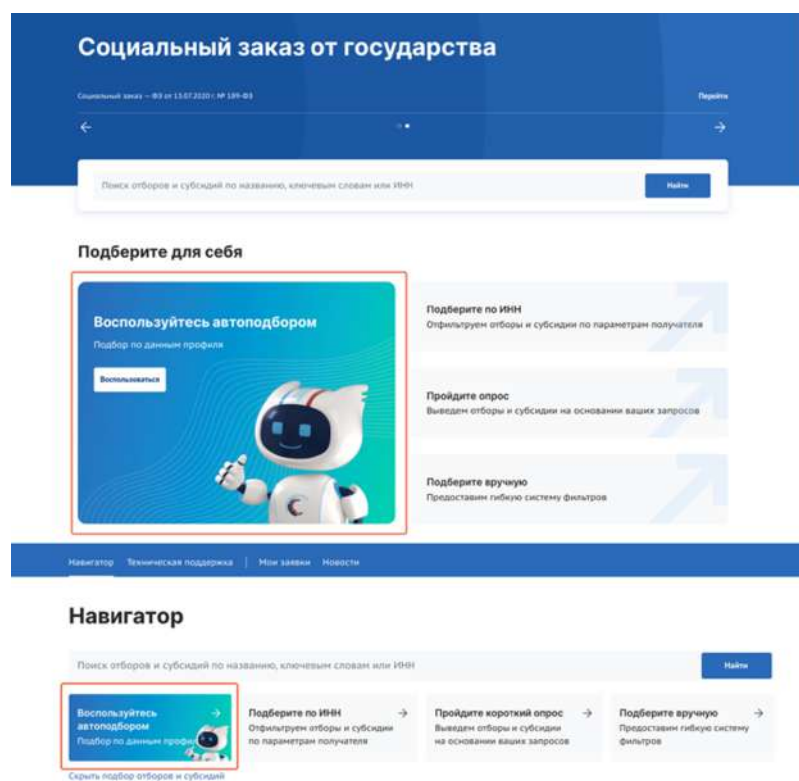 Социальный заказ от государства
Социальный заказ — ФЗ от 13.07.2020 г. № 189-ФЗ
Перейти
Поиск отборов и субсидий по названию, ключевым словам или ИНН
Найти
Подберите для себя
Воспользуйтесь автоподбором
Подбор по данным профиля
Воспользоваться
Подберите по ИНН
Отфильтруем отборы и субсидии по параметрам получателя
Пройдите опрос
Выведем отборы и субсидии на основании ваших запросов
Подберите вручную
Предоставим гибкую систему фильтров
Навигатор Техническая поддержка | Мои заявки Новости
Навигатор
Поиск отборов и субсидий по названию, ключевым словам или ИНН
Найти
Воспользуйтесь
автоподбором
Подбор по данным профи
Подберите по ИНН
Отфильтруем отборы и субсидии
по параметрам получателя
Пройдите короткий опрос
Выведем отборы и субсидии
на основании ваших запросов
Подберите вручную
Предоставим гибкую систему
фильтров
Скрыть подбор отборов и субсидий